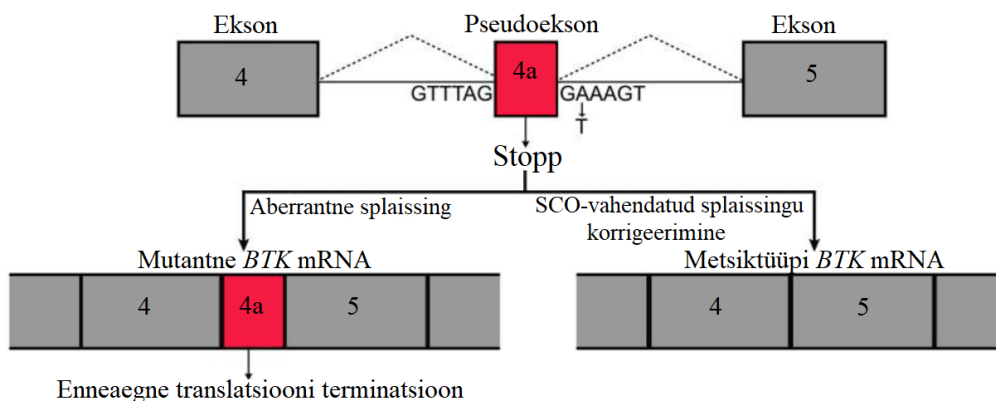 Ekson Pseudoekson Ekson
4 4a 5
GTTTAG GAAAGT
T
Stopp
Aberrantne splaissing
SCO-vahendatud splaissingu
korrigeerimine
Mutantne BTK mRNA
Metsiktüüpi BTK mRNA
4 4a 5
4 5
Enneaegne translatsiooni terminatsioon